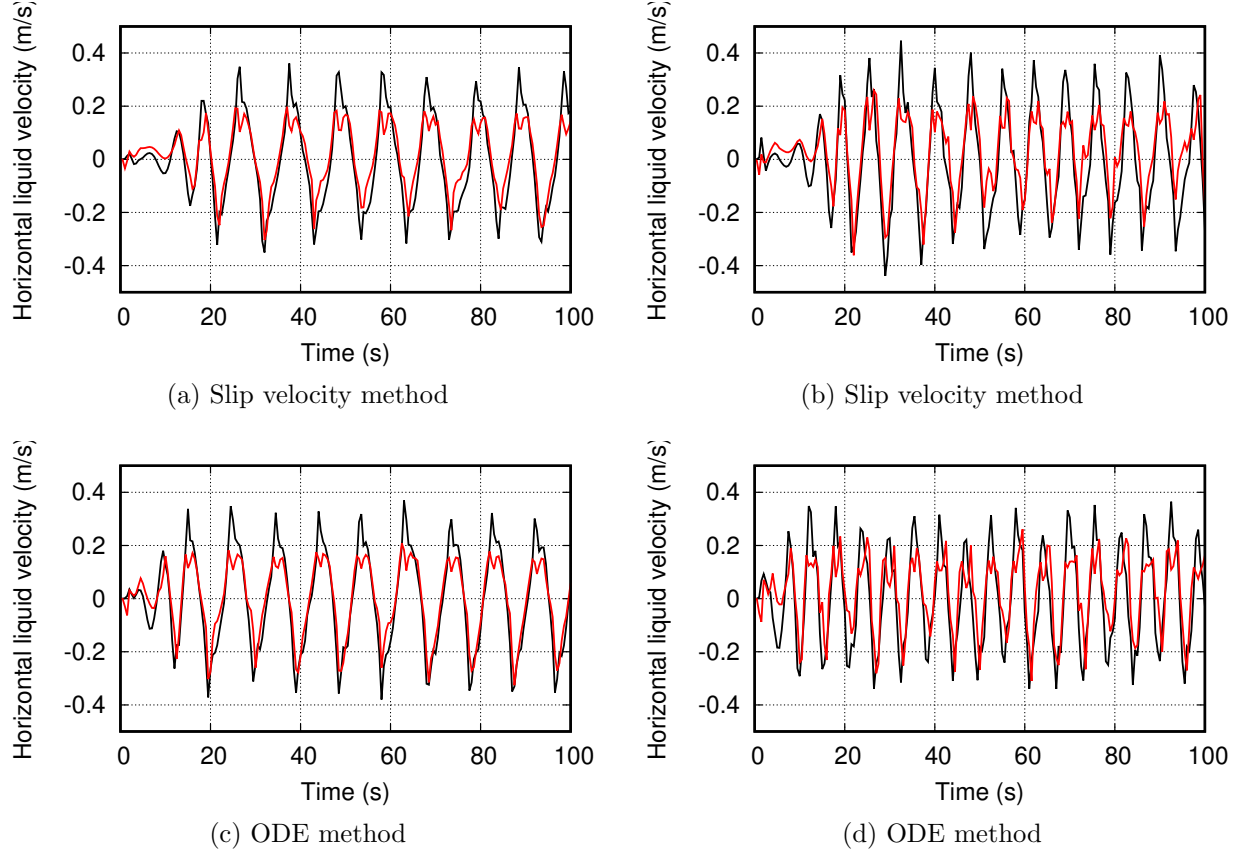 Horizontal liquid velocity (m/s)
0.4
0.2
0
-0.2
-0.4
0 20 40 60 80 100
Time (s)
(a) Slip velocity method
Horizontal liquid velocity (m/s)
0.4
0.2
0
-0.2
-0.4
0 20 40 60 80 100
Time (s)
(b) Slip velocity method
Horizontal liquid velocity (m/s)
0.4
0.2
0
-0.2
-0.4
0 20 40 60 80 100
Time (s)
(c) ODE method
Horizontal liquid velocity (m/s)
0.4
0.2
0
-0.2
-0.4
0 20 40 60 80 100
Time (s)
(d) ODE method